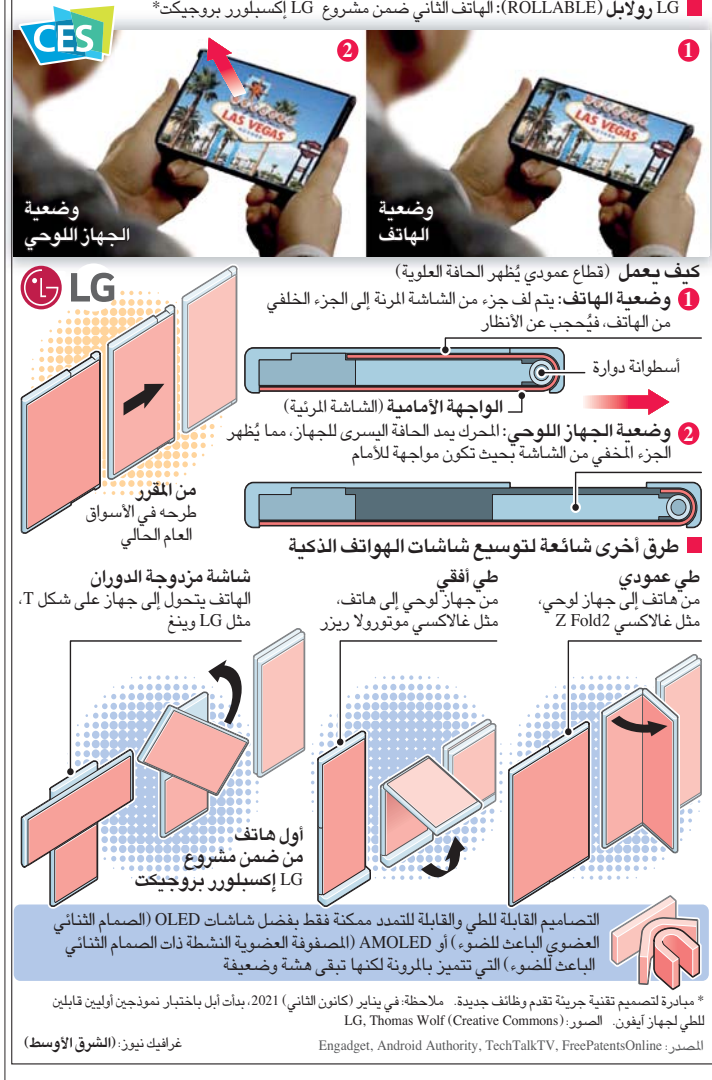 LG رولابل (ROLLABLE): الهاتف الثاني ضمن مشروع LG إكسبلورر بروجيكت*
CES
1
2
WELCOME
TO Fabulous
LAS VEGAS
NEVADA
وضعية
الهاتف
LAS VEGAS
وضعية
الجهاز اللوحي
كيف يعمل (قطاع عمودي يُظهر الحافة العلوية)
LG
1 وضعية الهاتف: يتم لف جزء من الشاشة المرنة إلى الجزء الخلفي
من الهاتف، فيُحجب عن الأنظار
أسطوانة دوارة
الواجهة الأمامية (الشاشة المرئية)
2 وضعية الجهاز اللوحي: المحرك يمد الحافة اليسرى للجهاز، مما يُظهر
الجزء المخفي من الشاشة بحيث تكون مواجهة للأمام
من المقرر
طرحه في الأسواق
العام الحالي
طرق أخرى شائعة لتوسيع شاشات الهواتف الذكية
طي عمودي
من هاتف إلى جهاز لوحي،
مثل غالاكسي Z Fold2
طي أفقي
من جهاز لوحي إلى هاتف،
مثل غالاكسي موتورولا ريزر
شاشة مزدوجة الدوران
الهاتف يتحول إلى جهاز على شكل T،
مثل LG وينغ
أول هاتف
من ضمن مشروع
LG إكسبلورر بروجيكت
التصاميم القابلة للطي والقابلة للتمدد ممكنة فقط بفضل شاشات OLED (الصمام الثنائي
العضوي الباعث للضوء) أو AMOLED (المصفوفة العضوية النشطة ذات الصمام الثنائي
الباعث للضوء) التي تتميز بالمرونة لكنها تبقى هشة وضعيفة
* مبادرة لتصميم تقنية جريئة تقدم وظائف جديدة. ملاحظة: في يناير (كانون الثاني) 2021، بدأت أبل باختبار نموذجين أوليين قابلين
للطي لجهاز آيفون. الصور: LG, Thomas Wolf (Creative Commons)
المصدر: Engadget, Android Authority, TechTalkTV, FreePatentsOnline
غرافيك نيوز: (الشرق الأوسط)